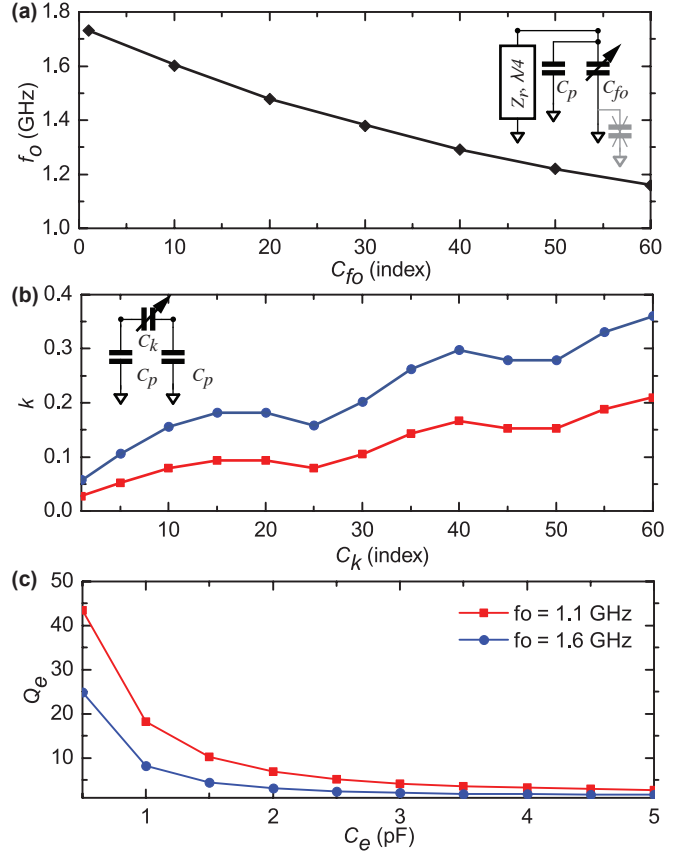 (a)
1.8
1.6
1.4
1.2
1.0
f_o (GHz)
Z_r, λ/4
C_p
C_fo
0 10 20 30 40 50 60
C_fo (index)
(b)
0.4
0.3
0.2
0.1
0.0
k
C_k
C_p C_p
10 20 30 40 50 60
C_k (index)
(c)
50
40
30
20
10
Q_e
fo = 1.1 GHz
fo = 1.6 GHz
1 2 3 4 5
C_e (pF)